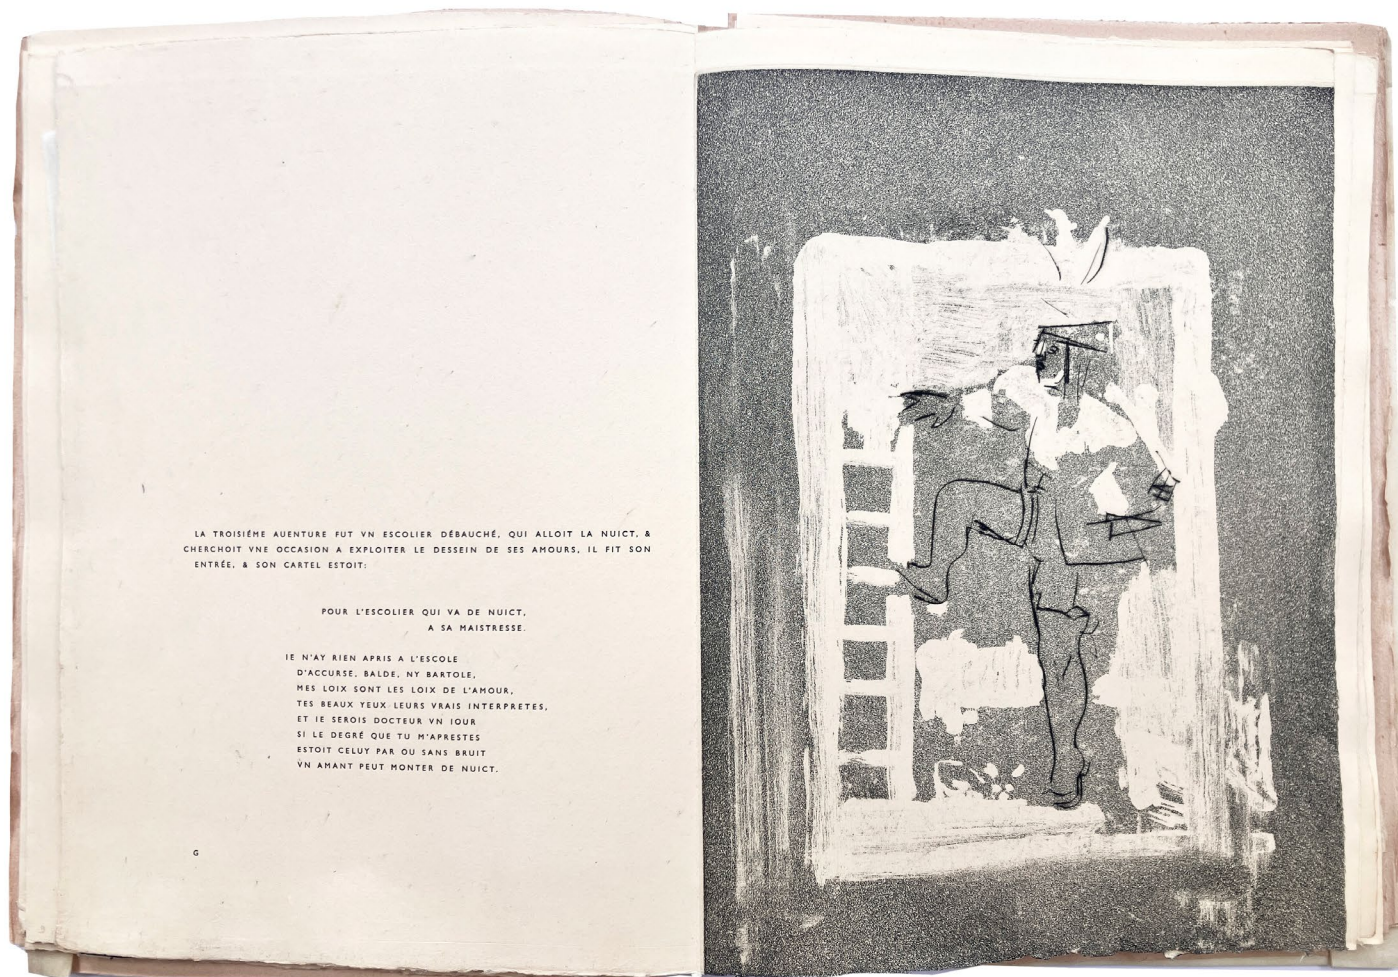 LA TROISIÉME AUENTURE FUT VN ESCOLIER DÉBAUCHÉ, QUI ALLOIT LA NUICT, &
CHERCHOIT VNE OCCASION A EXPLOITER LE DESSEIN DE SES AMOURS, IL FIT SON
ENTRÉE, & SON CARTEL ESTOIT:
POUR L'ESCOLIER QUI VA DE NUICT,
A SA MAISTRESSE.
IE N'AY RIEN APRIS A L'ESCOLE
D'ACCURSE, BALDE, NY BARTOLE,
MES LOIX SONT LES LOIX DE L'AMOUR,
TES BEAUX YEUX LEURS VRAIS INTERPRETES,
ET IE SEROIS DOCTEUR VN IOUR
SI LE DEGRÉ QUE TU M'APRESTES
ESTOIT CELUY PAR OU SANS BRUIT
VN AMANT PEUT MONTER DE NUICT.
G